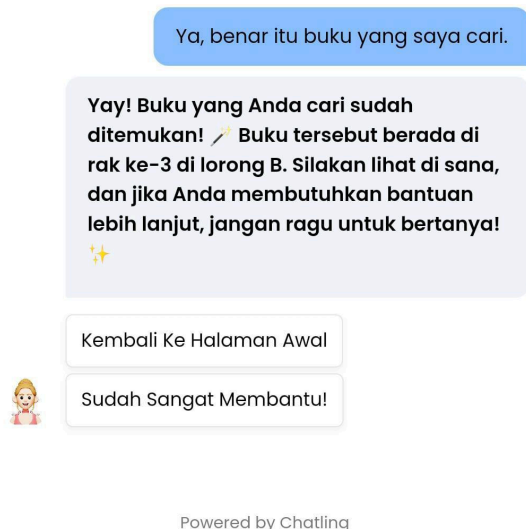 Ya, benar itu buku yang saya cari.
Yay! Buku yang Anda cari sudah
ditemukan! 🪄 Buku tersebut berada di
rak ke-3 di lorong B. Silakan lihat di sana,
dan jika Anda membutuhkan bantuan
lebih lanjut, jangan ragu untuk bertanya!
✨
Kembali Ke Halaman Awal
Sudah Sangat Membantu!
Powered by Chatling